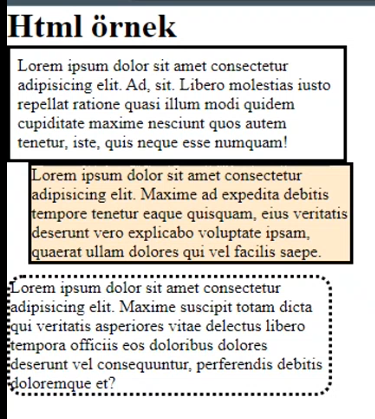 Html örnek
Lorem ipsum dolor sit amet consectetur
adipisicing elit. Ad, sit. Libero molestias iusto
repellat ratione quasi illum modi quidem
cupiditate maxime nesciunt quos autem
tenetur, iste, quis neque esse numquam!
Lorem ipsum dolor sit amet consectetur
adipisicing elit. Maxime ad expedita debitis
tempore tenetur eaque quisquam, eius veritatis
deserunt vero explicabo voluptate ipsam,
quaerat ullam dolores qui vel facilis saepe.
Lorem ipsum dolor sit amet consectetur
adipisicing elit. Maxime suscipit totam dicta
qui veritatis asperiores vitae delectus libero
tempora officiis eos doloribus dolores
deserunt vel consequuntur, perferendis debitis
doloremque et?